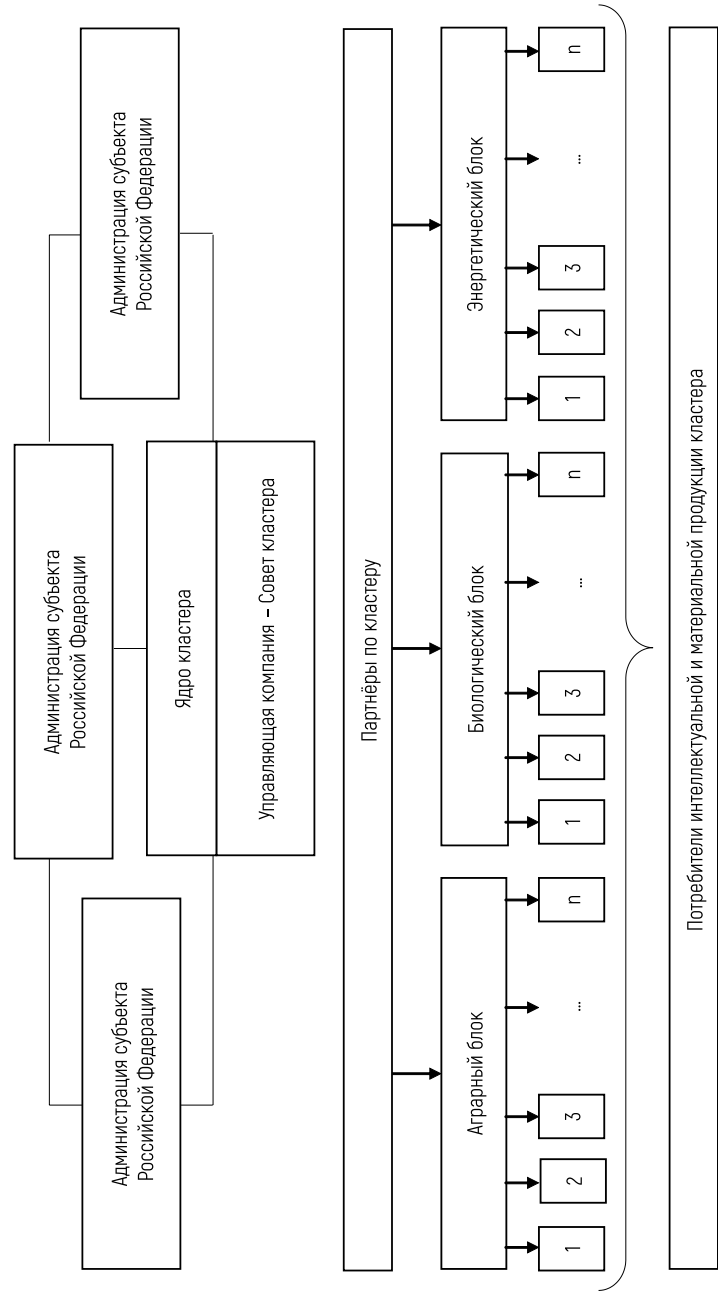 Администрация субъекта
Российской Федерации
Администрация субъекта
Российской Федерации
Администрация субъекта
Российской Федерации
Ядро кластера
Управляющая компания – Совет кластера
Партнёры по кластеру
Аграрный блок
Биологический блок
Энергетический блок
1
2
3
...
n
1
2
3
...
n
1
2
3
...
n
Потребители интеллектуальной и материальной продукции кластера